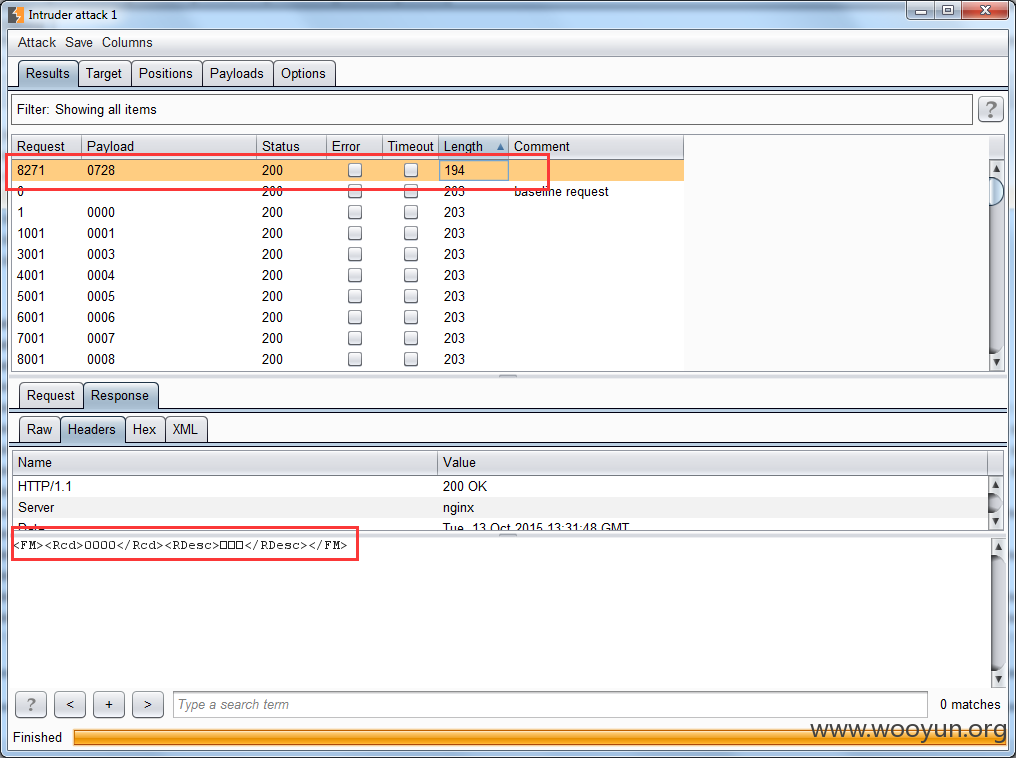 Intruder attack 1
Attack Save Columns
Results Target Positions Payloads Options
Filter: Showing all items ?
Request Payload Status Error Timeout Length Comment
8271 0728 200 194
0 200 203 baseline request
1 0000 200 203
1001 0001 200 203
3001 0003 200 203
4001 0004 200 203
5001 0005 200 203
6001 0006 200 203
7001 0007 200 203
8001 0008 200 203
Request Response
Raw Headers Hex XML
Name Value
HTTP/1.1 200 OK
Server nginx
Date Tue, 13 Oct 2015 13:31:48 GMT
<FM><Rcd>0000</Rcd><RDesc>□□□</RDesc></FM>
? < + > Type a search term 0 matches
www.wooyun.org
Finished